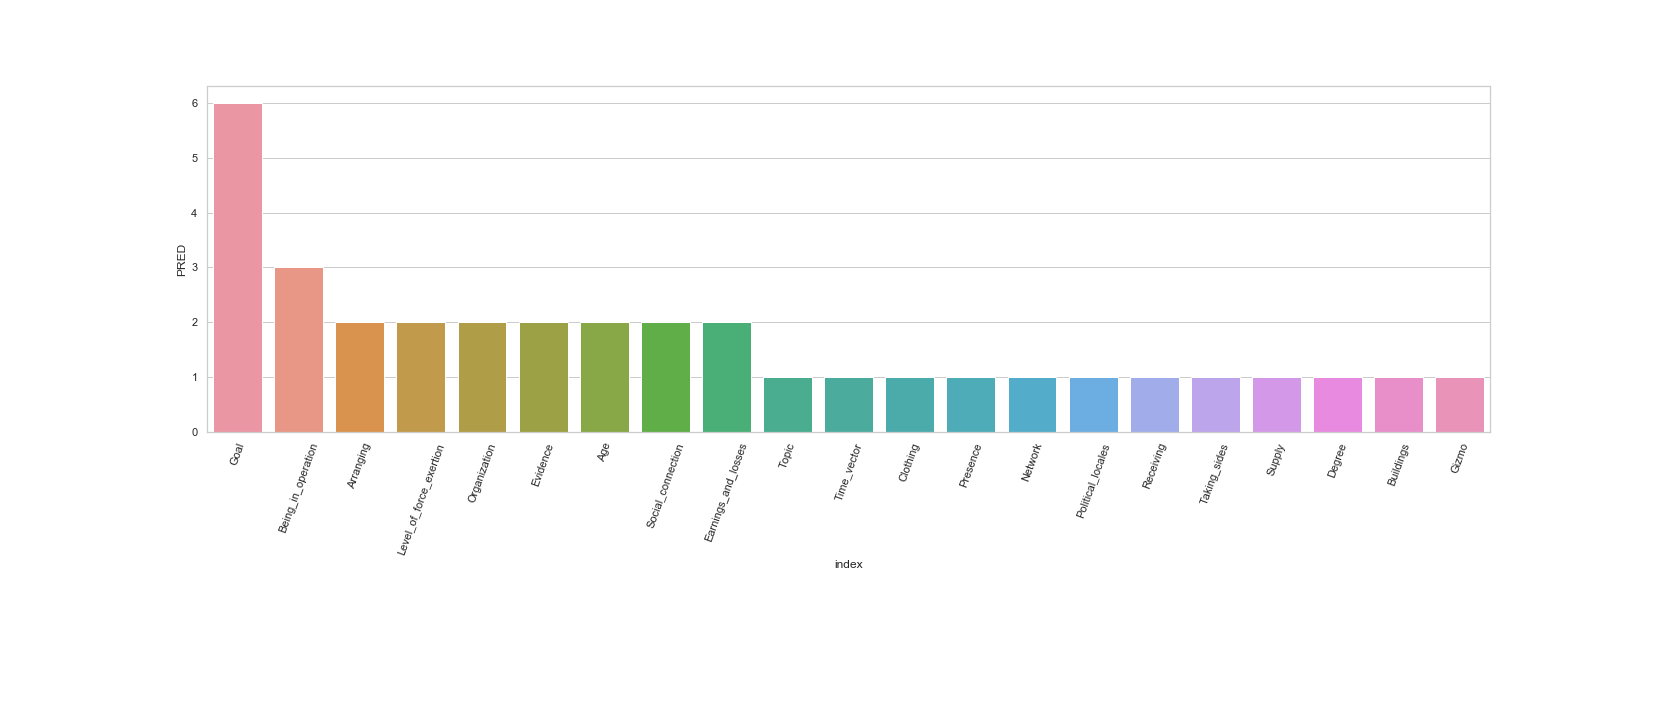 6
5
4
3
2
1
0
PRED
Goal
Being_in_operation
Arranging
Level_of_force_exertion
Organization
Evidence
Age
Social_connection
Earnings_and_losses
Topic
Time_vector
Clothing
Presence
Network
Political_locales
Receiving
Taking_sides
Supply
Degree
Buildings
Gizmo
index